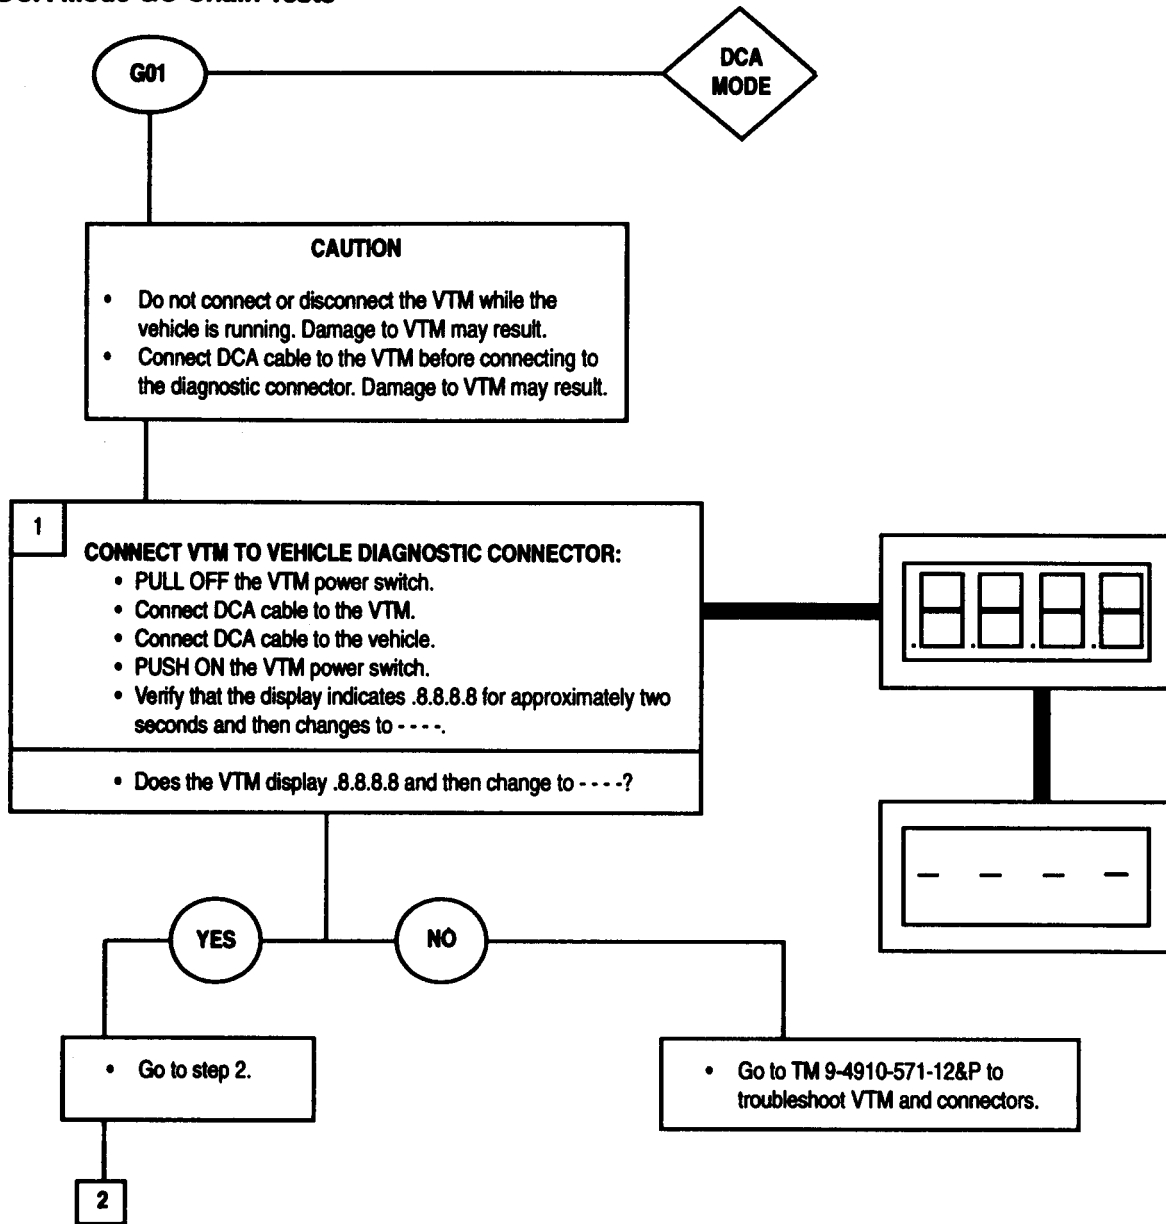 G01
DCA
MODE
CAUTION
• Do not connect or disconnect the VTM while the
vehicle is running. Damage to VTM may result.
• Connect DCA cable to the VTM before connecting to
the diagnostic connector. Damage to VTM may result.
1
CONNECT VTM TO VEHICLE DIAGNOSTIC CONNECTOR:
• PULL OFF the VTM power switch.
• Connect DCA cable to the VTM.
• Connect DCA cable to the vehicle.
• PUSH ON the VTM power switch.
• Verify that the display indicates .8.8.8.8 for approximately two
seconds and then changes to - - - -.
• Does the VTM display .8.8.8.8 and then change to - - - -?
.8.8.8.8
- - - -
YES
NO
• Go to step 2.
• Go to TM 9-4910-571-12&P to
troubleshoot VTM and connectors.
2